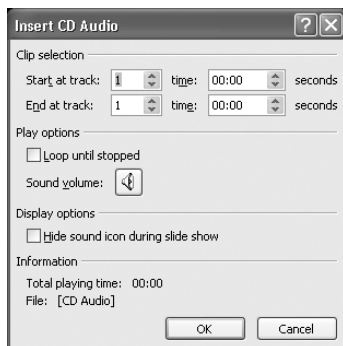 Insert CD Audio
Clip selection
Start at track: 1 time: 00:00 seconds
End at track: 1 time: 00:00 seconds
Play options
Loop until stopped
Sound volume:
Display options
Hide sound icon during slide show
Information
Total playing time: 00:00
File: [CD Audio]
OK Cancel